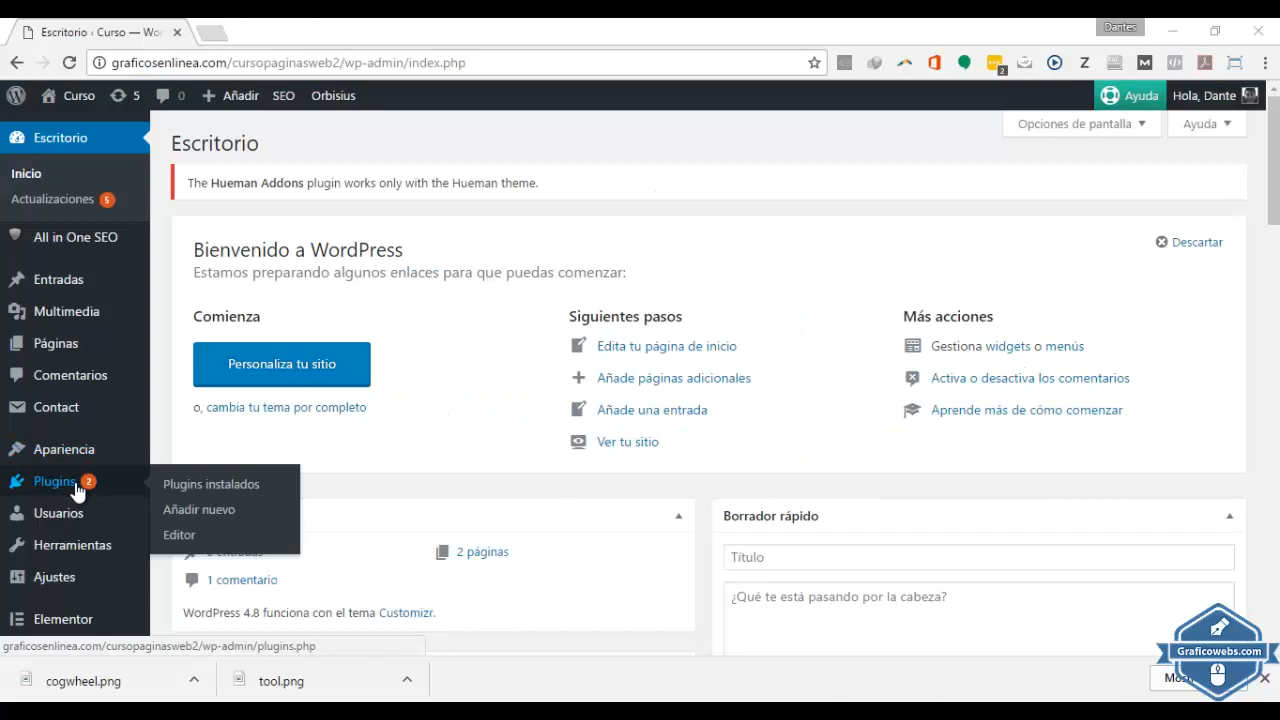 Escritorio ‹ Curso — Wo
Dantes
graficosenlinea.com/cursopaginasweb2/wp-admin/index.php
2
Curso
5
0
Añadir
SEO
Orbisius
Ayuda
Hola, Dante
Escritorio
Inicio
Actualizaciones 5
All in One SEO
Entradas
Multimedia
Páginas
Comentarios
Contact
Apariencia
Plugins 2
Usuarios
Herramientas
Ajustes
Elementor
Plugins instalados
Añadir nuevo
Editor
Opciones de pantalla
Ayuda
Escritorio
The Hueman Addons plugin works only with the Hueman theme.
Bienvenido a WordPress
Descartar
Estamos preparando algunos enlaces para que puedas comenzar:
Comienza
Personaliza tu sitio
o, cambia tu tema por completo
Siguientes pasos
Edita tu página de inicio
Añade páginas adicionales
Añade una entrada
Ver tu sitio
Más acciones
Gestiona widgets o menús
Activa o desactiva los comentarios
Aprende más de cómo comenzar
2 páginas
1 comentario
WordPress 4.8 funciona con el tema Customizr.
Borrador rápido
Título
¿Qué te está pasando por la cabeza?
graficosenlinea.com/cursopaginasweb2/wp-admin/plugins.php
cogwheel.png
tool.png
Graficowebs.com